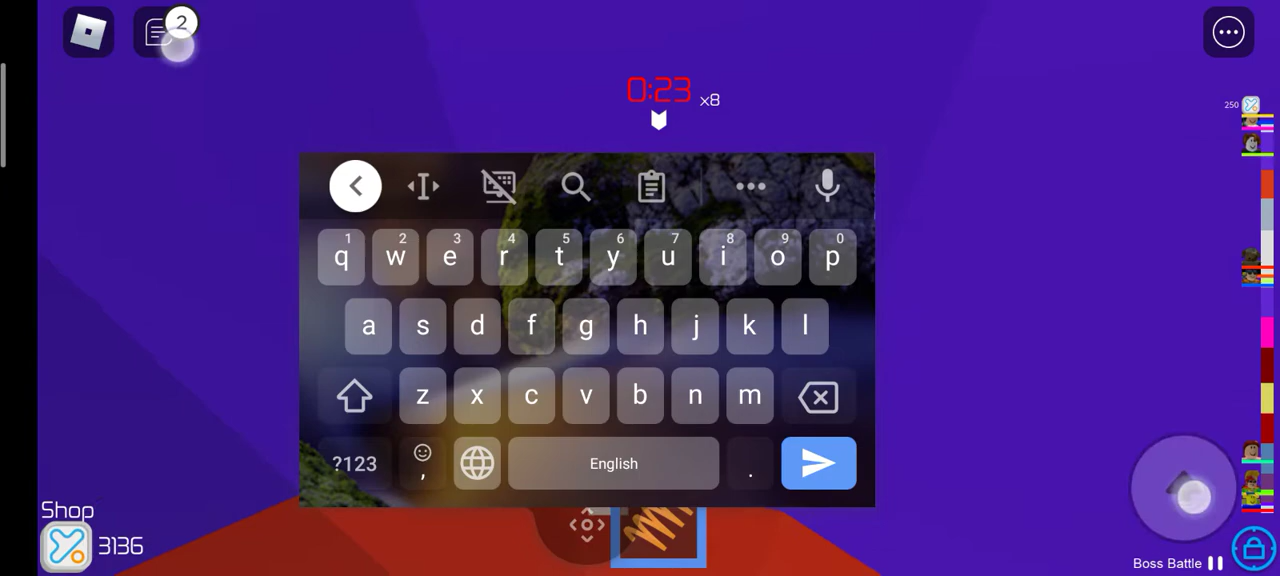 2
0:23 x8
250
1 2 3 4 5 6 7 8 9 0
q w e r t y u i o p
a s d f g h j k l
z x c v b n m
?123 , English .
Shop
3136
Boss Battle